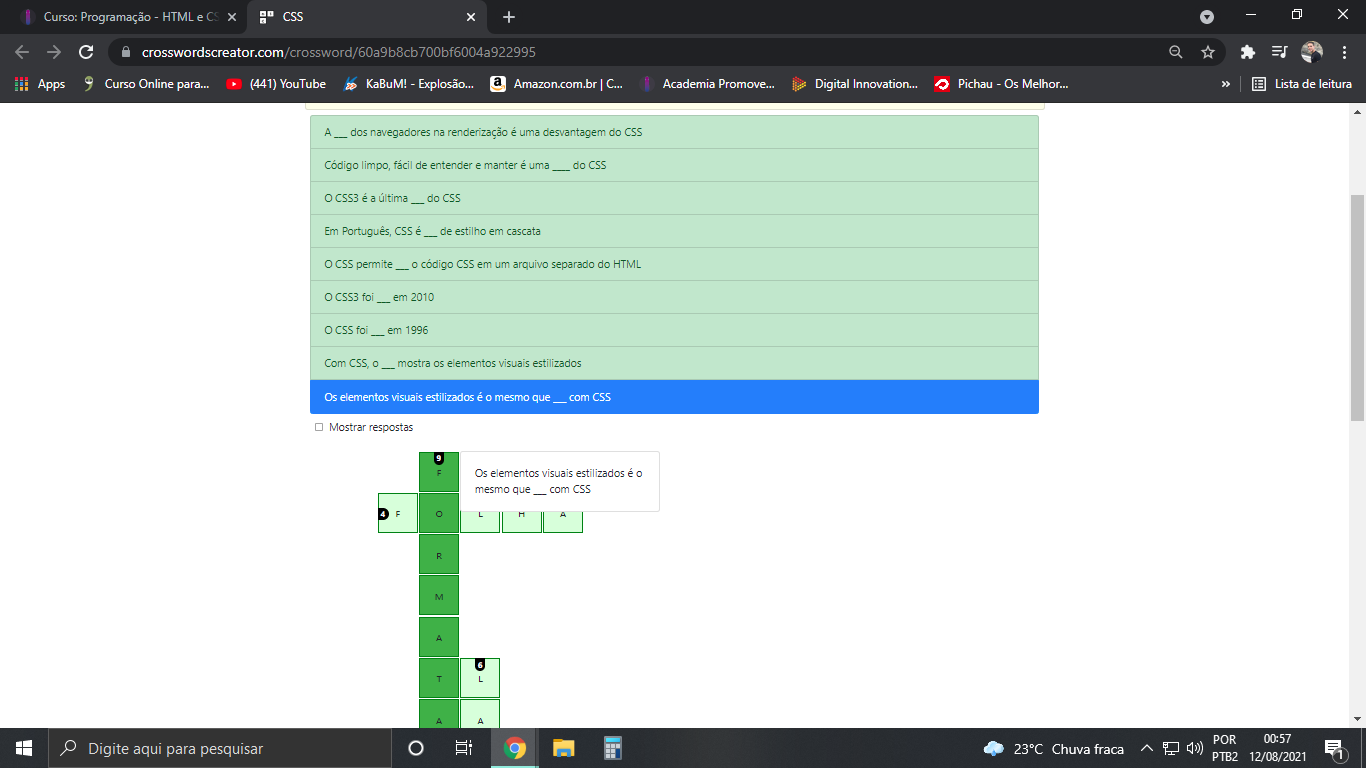 Curso: Programação - HTML e CS
CSS
crosswordscreator.com/crossword/60a9b8cb700bf6004a922995
Apps
Curso Online para...
(441) YouTube
KaBuM! - Explosão...
Amazon.com.br | C...
Academia Promove...
Digital Innovation...
Pichau - Os Melhor...
»
Lista de leitura
A ___ dos navegadores na renderização é uma desvantagem do CSS
Código limpo, fácil de entender e manter é uma ____ do CSS
O CSS3 é a última ___ do CSS
Em Português, CSS é ___ de estilho em cascata
O CSS permite ___ o código CSS em um arquivo separado do HTML
O CSS3 foi ___ em 2010
O CSS foi ___ em 1996
Com CSS, o ___ mostra os elementos visuais estilizados
Os elementos visuais estilizados é o mesmo que ___ com CSS
Mostrar respostas
9
F
Os elementos visuais estilizados é o
mesmo que ___ com CSS
4 F O L H A
R
M
A
6
T L
A A
Digite aqui para pesquisar
23°C Chuva fraca
POR
PTB2
00:57
12/08/2021
1